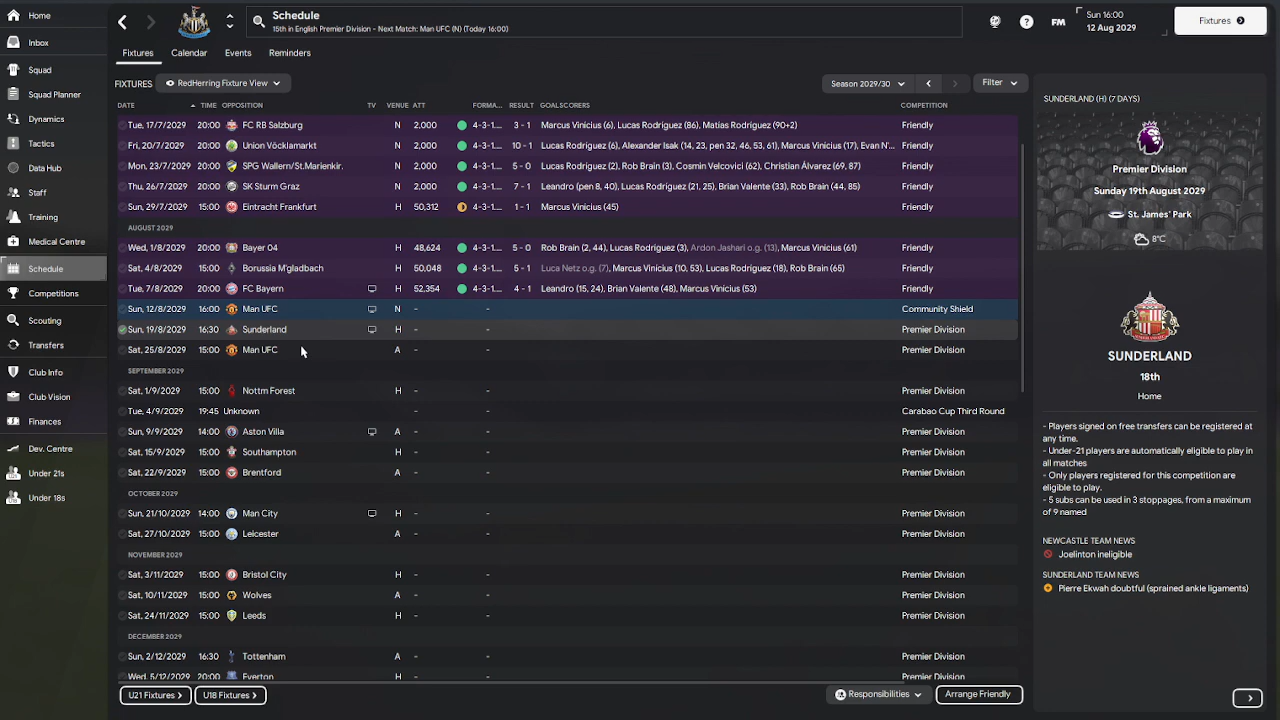 Home
Inbox
Squad
Squad Planner
Dynamics
Tactics
Data Hub
Staff
Training
Medical Centre
Schedule
Competitions
Scouting
Transfers
Club Info
Club Vision
Finances
Dev. Centre
Under 21s
Under 18s
Schedule
15th in English Premier Division - Next Match: Man UFC (N) (Today 16:00)
FM
Sun 16:00
12 Aug 2029
Fixtures
Fixtures Calendar Events Reminders
FIXTURES RedHerring Fixture View Season 2029/30 Filter
DATE TIME OPPOSITION TV VENUE ATT FORMA... RESULT GOALSCORERS COMPETITION
Tue, 17/7/2029 20:00 FC RB Salzburg N 2,000 4-3-1... 3 - 1 Marcus Vinícius (6), Lucas Rodríguez (86), Matías Rodríguez (90+2) Friendly
Fri, 20/7/2029 20:00 Union Vöcklamarkt N 2,000 4-3-1... 10 - 1 Lucas Rodríguez (6), Alexander Isak (14, 23, pen 32, 46, 53, 61), Marcus Vinícius (17), Evan N'... Friendly
Mon, 23/7/2029 20:00 SPG Wallern/St.Marienkir. N 2,000 4-3-1... 5 - 0 Lucas Rodríguez (2), Rob Brain (3), Cosmin Velcovici (62), Christian Álvarez (69, 87) Friendly
Thu, 26/7/2029 20:00 SK Sturm Graz N 2,000 4-3-1... 7 - 1 Leandro (pen 8, 40), Lucas Rodríguez (21, 25), Brian Valente (33), Rob Brain (44, 85) Friendly
Sun, 29/7/2029 15:00 Eintracht Frankfurt H 50,312 4-3-1... 1 - 1 Marcus Vinícius (45) Friendly
AUGUST 2029
Wed, 1/8/2029 20:00 Bayer 04 H 48,624 4-3-1... 5 - 0 Rob Brain (2, 44), Lucas Rodríguez (3), Ardon Jashari o.g. (13), Marcus Vinícius (61) Friendly
Sat, 4/8/2029 15:00 Borussia M'gladbach H 50,048 4-3-1... 5 - 1 Luca Netz o.g. (7), Marcus Vinícius (10, 53), Lucas Rodríguez (18), Rob Brain (65) Friendly
Tue, 7/8/2029 20:00 FC Bayern H 52,354 4-3-1... 4 - 1 Leandro (15, 24), Brian Valente (48), Marcus Vinícius (53) Friendly
Sun, 12/8/2029 16:00 Man UFC N - - Community Shield
Sun, 19/8/2029 16:30 Sunderland H - - Premier Division
Sat, 25/8/2029 15:00 Man UFC A - - Premier Division
SEPTEMBER 2029
Sat, 1/9/2029 15:00 Nottm Forest H - - Premier Division
Tue, 4/9/2029 19:45 Unknown - - Carabao Cup Third Round
Sun, 9/9/2029 14:00 Aston Villa A - - Premier Division
Sat, 15/9/2029 15:00 Southampton H - - Premier Division
Sat, 22/9/2029 15:00 Brentford A - - Premier Division
OCTOBER 2029
Sun, 21/10/2029 14:00 Man City H - - Premier Division
Sat, 27/10/2029 15:00 Leicester A - - Premier Division
NOVEMBER 2029
Sat, 3/11/2029 15:00 Bristol City H - - Premier Division
Sat, 10/11/2029 15:00 Wolves A - - Premier Division
Sat, 24/11/2029 15:00 Leeds H - - Premier Division
DECEMBER 2029
Sun, 2/12/2029 16:30 Tottenham A - - Premier Division
Wed, 5/12/2029 20:00 Everton H - - Premier Division
U21 Fixtures U18 Fixtures Responsibilities Arrange Friendly
SUNDERLAND (H) (7 DAYS)
Premier Division
Sunday 19th August 2029
St. James' Park
8°C
SUNDERLAND
18th
Home
- Players signed on free transfers can be registered at
any time.
- Under-21 players are automatically eligible to play in
all matches
- Only players registered for this competition are
eligible to play.
- 5 subs can be used in 3 stoppages, from a maximum
of 9 named
NEWCASTLE TEAM NEWS
Joelinton ineligible
SUNDERLAND TEAM NEWS
Pierre Ekwah doubtful (sprained ankle ligaments)